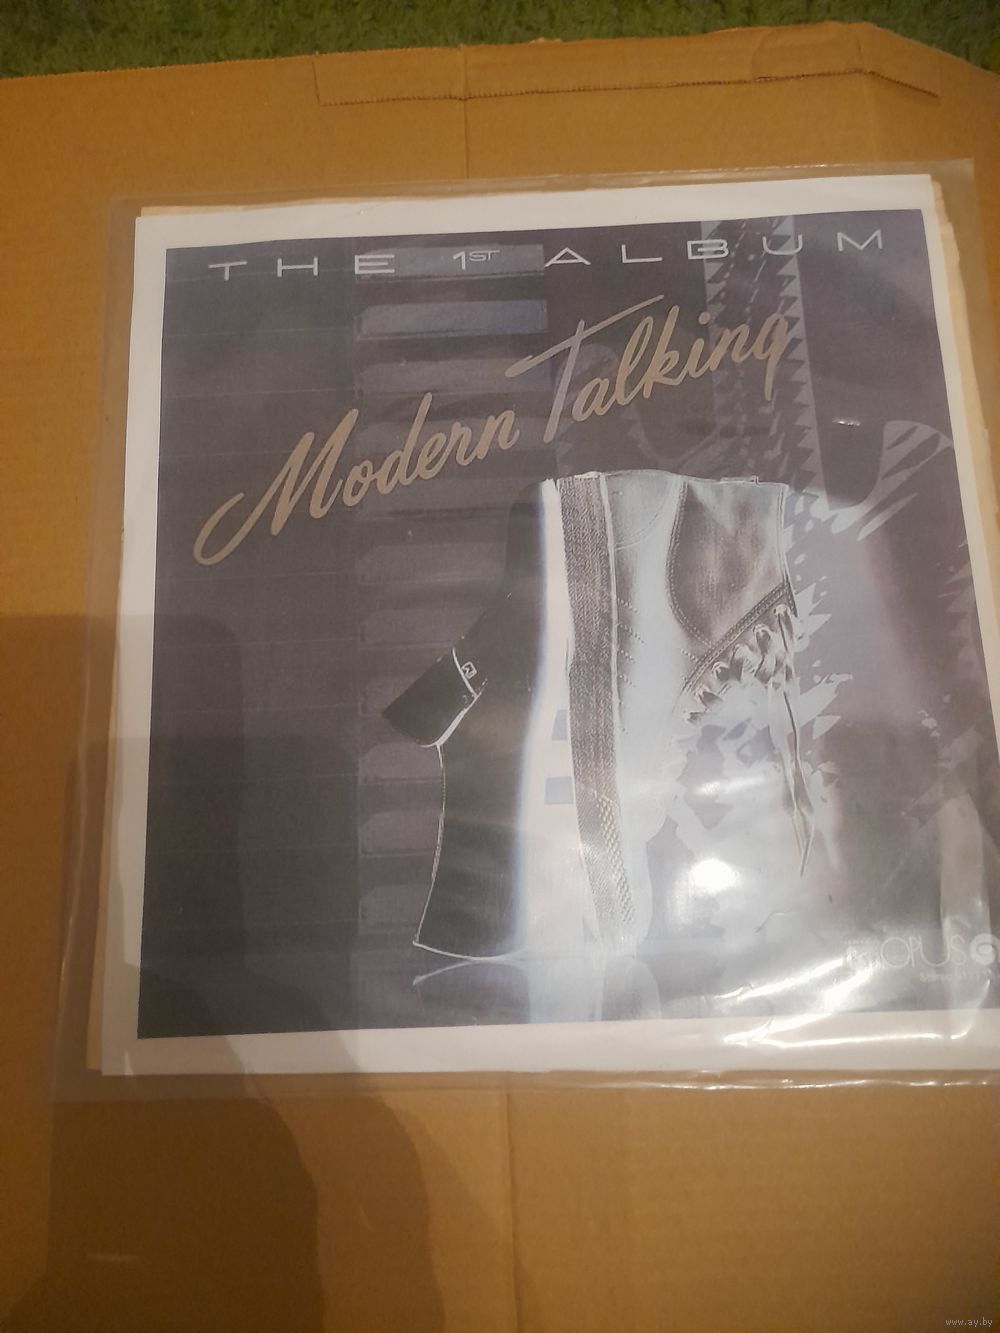 THE 1ST ALBUM
Modern Talking
OPUS
www.ay.by